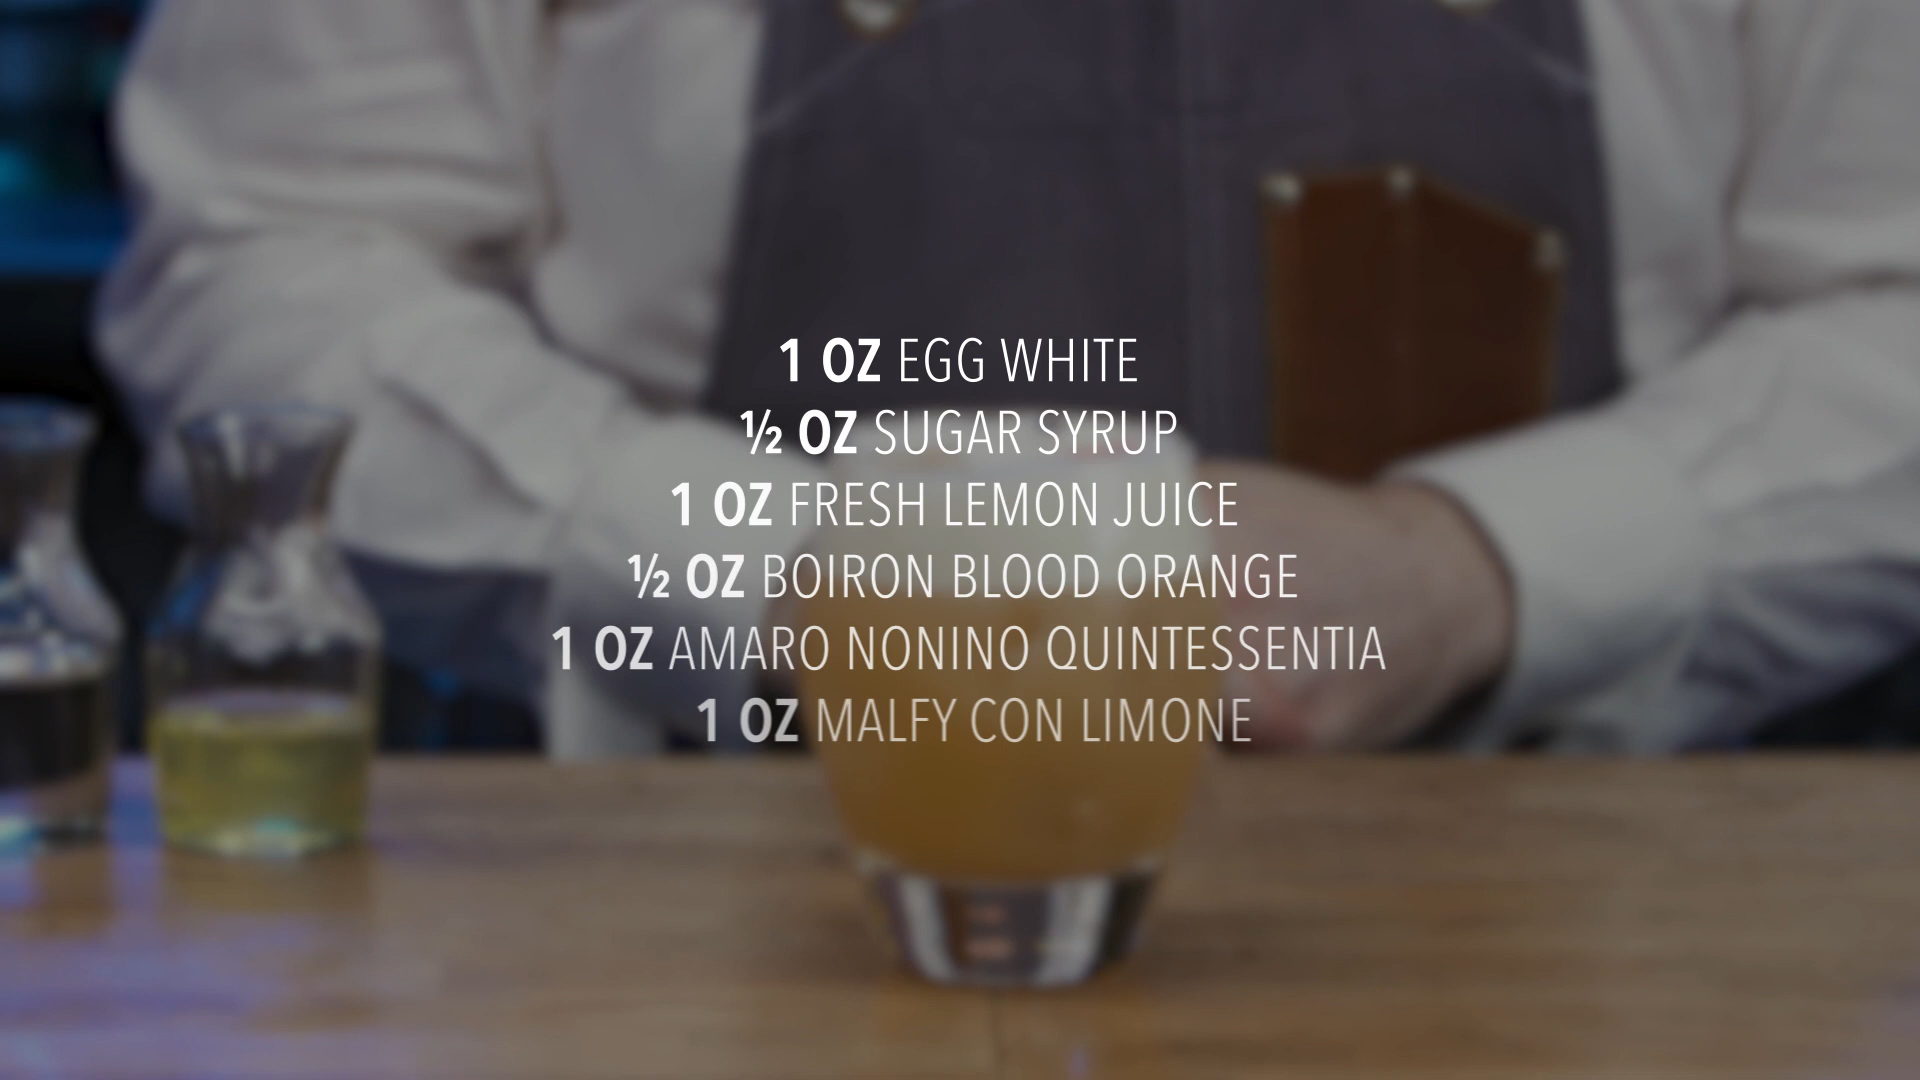 1 OZ EGG WHITE
½ OZ SUGAR SYRUP
1 OZ FRESH LEMON JUICE
½ OZ BOIRON BLOOD ORANGE
1 OZ AMARO NONINO QUINTESSENTIA
1 OZ MALFY CON LIMONE